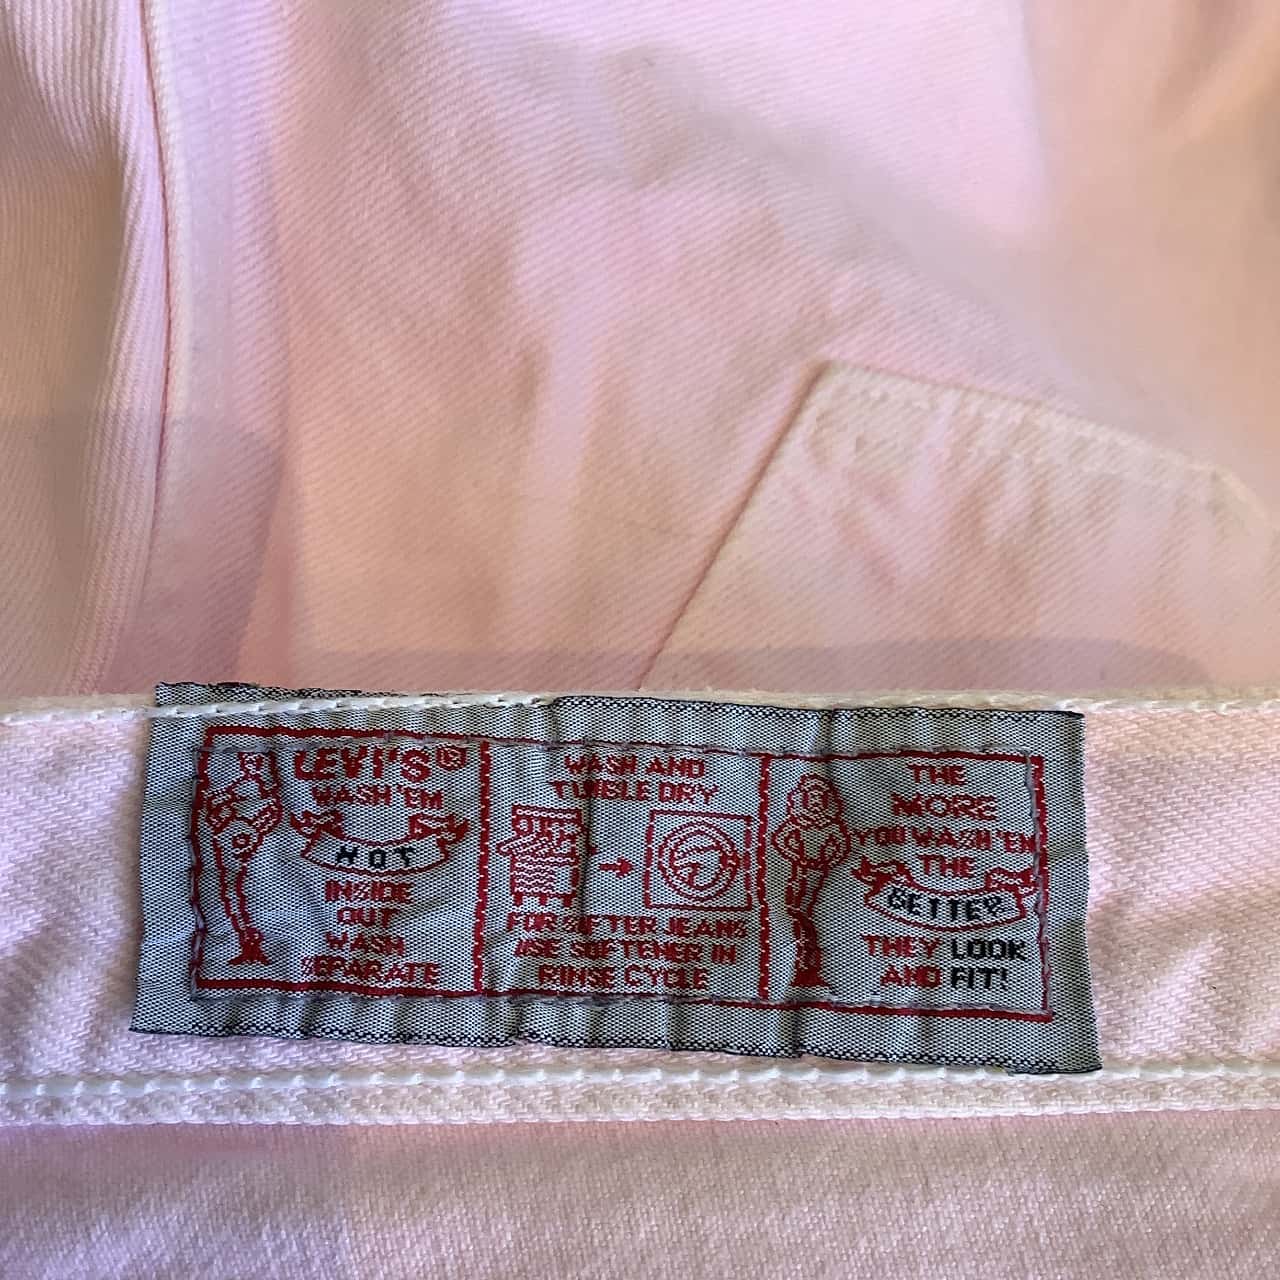 LEVI'S®
WASH 'EM
HOT
INSIDE
OUT
WASH
SEPARATE
WASH AND
TUMBLE DRY
FOR SOFTER JEANS
USE SOFTENER IN
RINSE CYCLE
THE
MORE
YOU WASH 'EM
THE
BETTER
THEY LOOK
AND FIT!